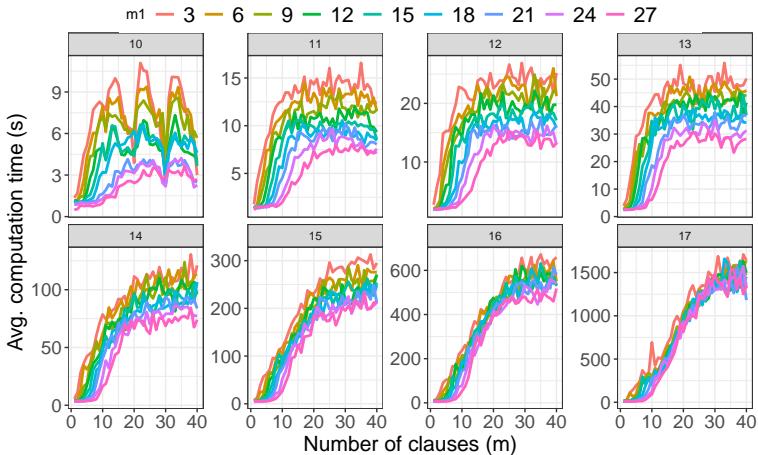 m1 3 6 9 12 15 18 21 24 27
10 11 12 13
9 6 3 0
15 10 5
20 10
50 40 30 20 10 0
14 15 16 17
100 50 0
300 200 100 0
600 400 200 0
1500 1000 500 0
0 10 20 30 40 0 10 20 30 40 0 10 20 30 40 0 10 20 30 40
Avg. computation time (s)
Number of clauses (m)